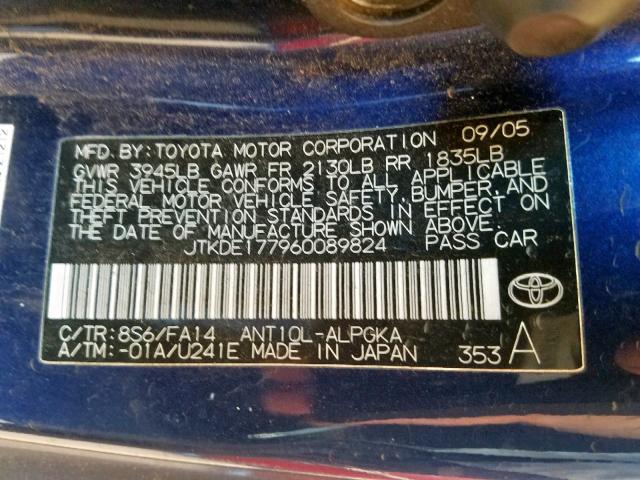 MFD. BY: TOYOTA MOTOR CORPORATION 09/05
GVWR 3945LB GAWR FR 2130LB RR 1835LB
THIS VEHICLE CONFORMS TO ALL APPLICABLE
FEDERAL MOTOR VEHICLE SAFETY, BUMPER, AND
THEFT PREVENTION STANDARDS IN EFFECT ON
THE DATE OF MANUFACTURE SHOWN ABOVE.
JTKDE177960089824 PASS CAR
C/TR: 8S6/FA14 ANT10L-ALPGKA
A/TM: -01A/U241E MADE IN JAPAN 353 A